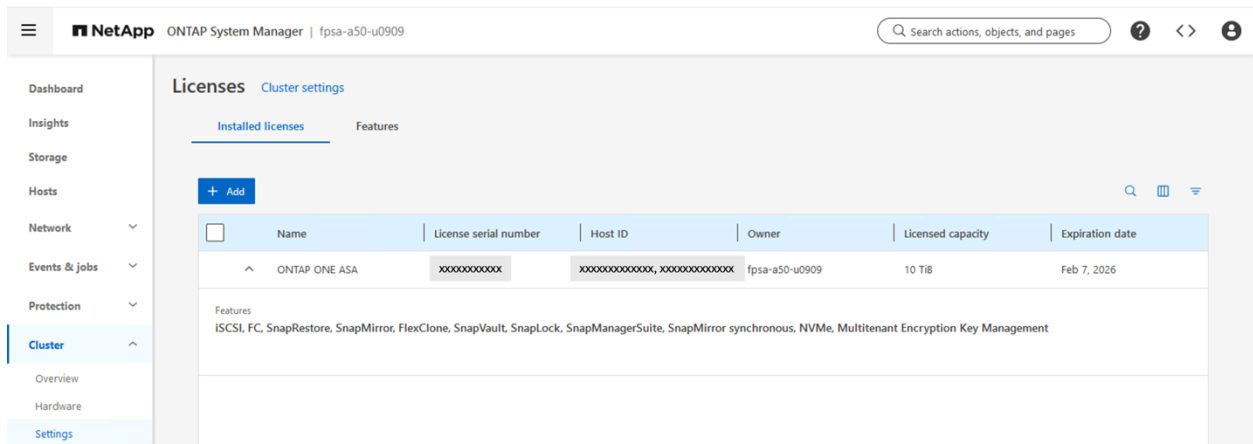 NetApp ONTAP System Manager | fpsa-a50-u0909 Search actions, objects, and pages
Dashboard
Insights
Storage
Hosts
Network
Events & jobs
Protection
Cluster
Overview
Hardware
Settings
Licenses Cluster settings
Installed licenses Features
+ Add
Name License serial number Host ID Owner Licensed capacity Expiration date
ONTAP ONE ASA XXXXXXXXXXX XXXXXXXXXXXXX, XXXXXXXXXXXXX fpsa-a50-u0909 10 TiB Feb 7, 2026
Features
iSCSI, FC, SnapRestore, SnapMirror, FlexClone, SnapVault, SnapLock, SnapManagerSuite, SnapMirror synchronous, NVMe, Multitenant Encryption Key Management